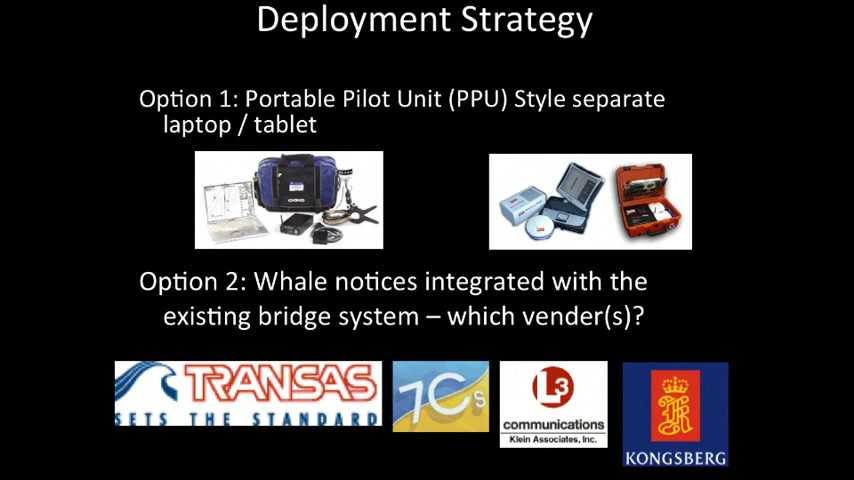 Deployment Strategy
Option 1: Portable Pilot Unit (PPU) Style separate
laptop / tablet
Option 2: Whale notices integrated with the
existing bridge system – which vender(s)?
TRANSAS
SETS THE STANDARD
7Cs
L3
communications
Klein Associates, Inc.
KONGSBERG